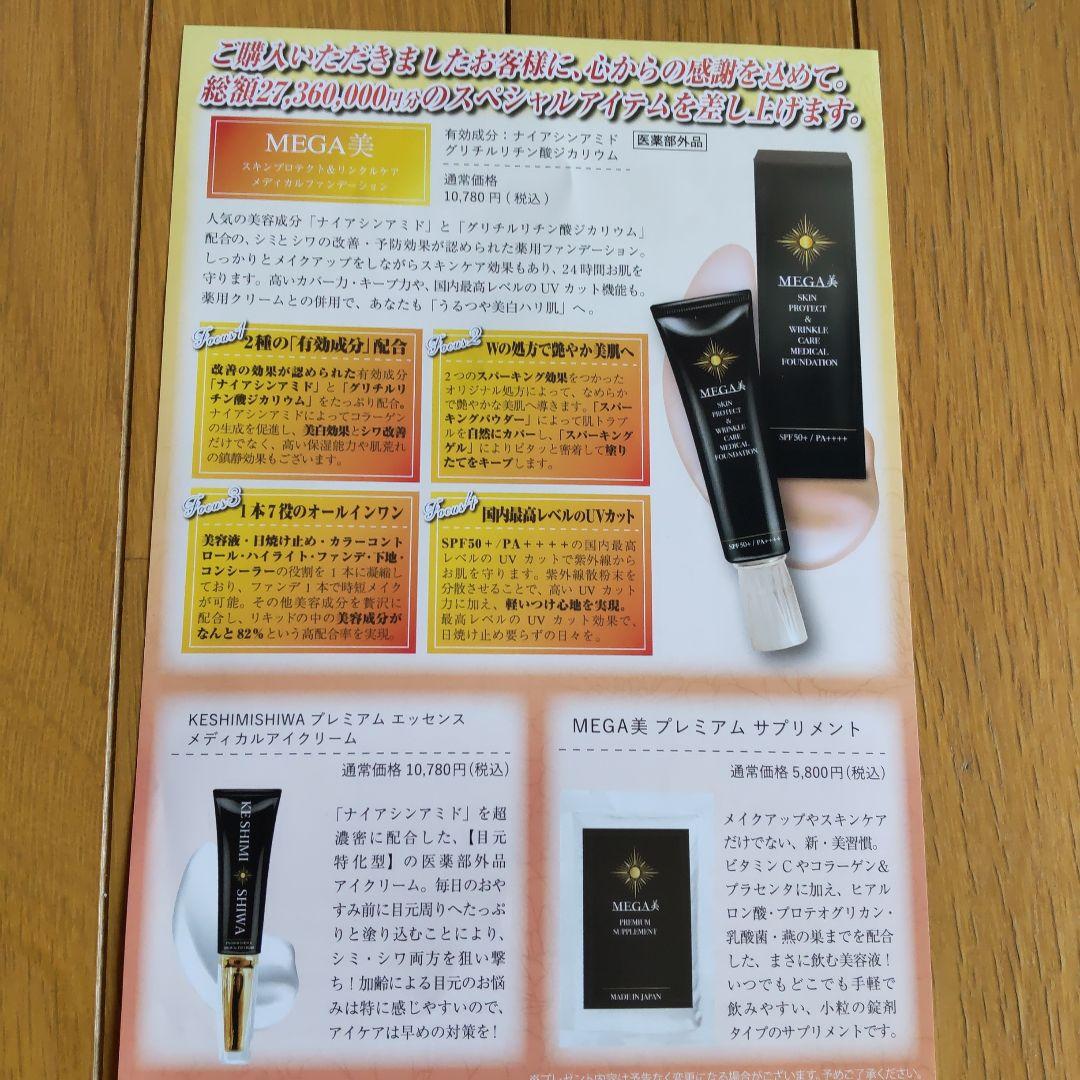 ご購入いただきましたお客様に、心からの感謝を込めて。
総額27,360,000円分のスペシャルアイテムを差し上げます。
MEGA美
スキンプロテクト&リンクルケア
メディカルファンデーション
有効成分：ナイアシンアミド
グリチルリチン酸ジカリウム
医薬部外品
通常価格
10,780円（税込）
人気の美容成分「ナイアシンアミド」と「グリチルリチン酸ジカリウム」
配合の、シミとシワの改善・予防効果が認められた薬用ファンデーション。
しっかりとメイクアップをしながらスキンケア効果もあり、24時間お肌を
守ります。高いカバー力・キープ力や、国内最高レベルのUVカット機能も。
薬用クリームとの併用で、あなたも「うるつや美白ハリ肌」へ。
Focus1
2種の「有効成分」配合
改善の効果が認められた有効成分
「ナイアシンアミド」と「グリチルリ
チン酸ジカリウム」をたっぷり配合。
ナイアシンアミドによってコラーゲン
の生成を促進し、美白効果とシワ改善
だけでなく、高い保湿能力や肌荒れ
の鎮静効果もございます。
Focus2
Wの処方で艶やか美肌へ
2つのスパーキング効果をつかった
オリジナル処方によって、なめらか
で艶やかな美肌へ導きます。「スパー
キングパウダー」によって肌トラブ
ルを自然にカバーし、「スパーキング
ゲル」によりピタッと密着して塗り
たてをキープします。
Focus3
1本7役のオールインワン
美容液・日焼け止め・カラーコント
ロール・ハイライト・ファンデ・下地・
コンシーラーの役割を1本に凝縮し
ており、ファンデ1本で時短メイク
が可能。その他美容成分を贅沢に
配合し、リキッドの中の美容成分が
なんと82%という高配合率を実現。
Focus4
国内最高レベルのUVカット
SPF50+/PA++++の国内最高
レベルの UV カットで紫外線から
お肌を守ります。紫外線散粉末を
分散させることで、高い UV カット
力に加え、軽いつけ心地を実現。
最高レベルの UV カット効果で、
日焼け止め要らずの日々を。
MEGA美
SKIN
PROTECT
&
WRINKLE
CARE
MEDICAL
FOUNDATION
SPF50+/PA++++
MEGA美
SKIN
PROTECT
&
WRINKLE
CARE
MEDICAL
FOUNDATION
SPF50+/PA++++
KESHIMISHIWA プレミアム エッセンス
メディカルアイクリーム
通常価格 10,780円(税込)
KE SHIMI SHIWA
「ナイアシンアミド」を超
濃密に配合した、【目元
特化型】の医薬部外品
アイクリーム。毎日のおや
すみ前に目元周りへたっぷ
りと塗り込むことにより、
シミ・シワ両方を狙い撃
ち！加齢による目元のお悩
みは特に感じやすいので、
アイケアは早めの対策を！
MEGA美 プレミアム サプリメント
通常価格 5,800円(税込)
MEGA美
PREMIUM
SUPPLEMENT
MADE IN JAPAN
メイクアップやスキンケア
だけでない、新・美習慣。
ビタミンCやコラーゲン&
プラセンタに加え、ヒアル
ロン酸・プロテオグリカン・
乳酸菌・燕の巣までを配合
した、まさに飲む美容液！
いつでもどこでも手軽で
飲みやすい、小粒の錠剤
タイプのサプリメントです。
※プレゼント内容は予告なく変更になる場合がございます。予めご了承ください。